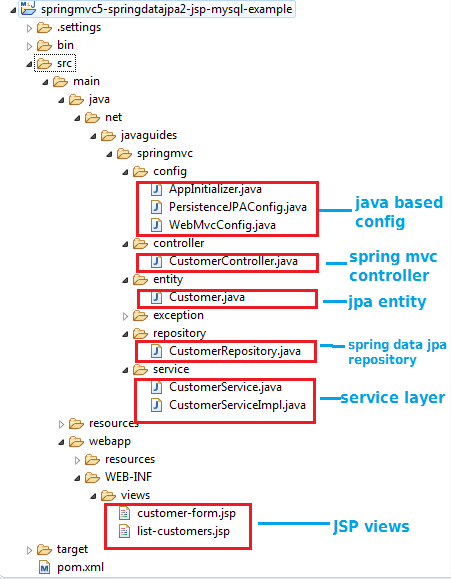 springmvc5-springdatajpa2-jsp-mysql-example
.settings
bin
src
main
java
net
javaguides
springmvc
config
AppInitializer.java
PersistenceJPAConfig.java
WebMvcConfig.java
java based
config
controller
CustomerController.java
spring mvc
controller
entity
Customer.java
jpa entity
exception
repository
CustomerRepository.java
spring data jpa
repository
service
CustomerService.java
CustomerServiceImpl.java
service layer
resources
webapp
resources
WEB-INF
views
customer-form.jsp
list-customers.jsp
JSP views
target
pom.xml